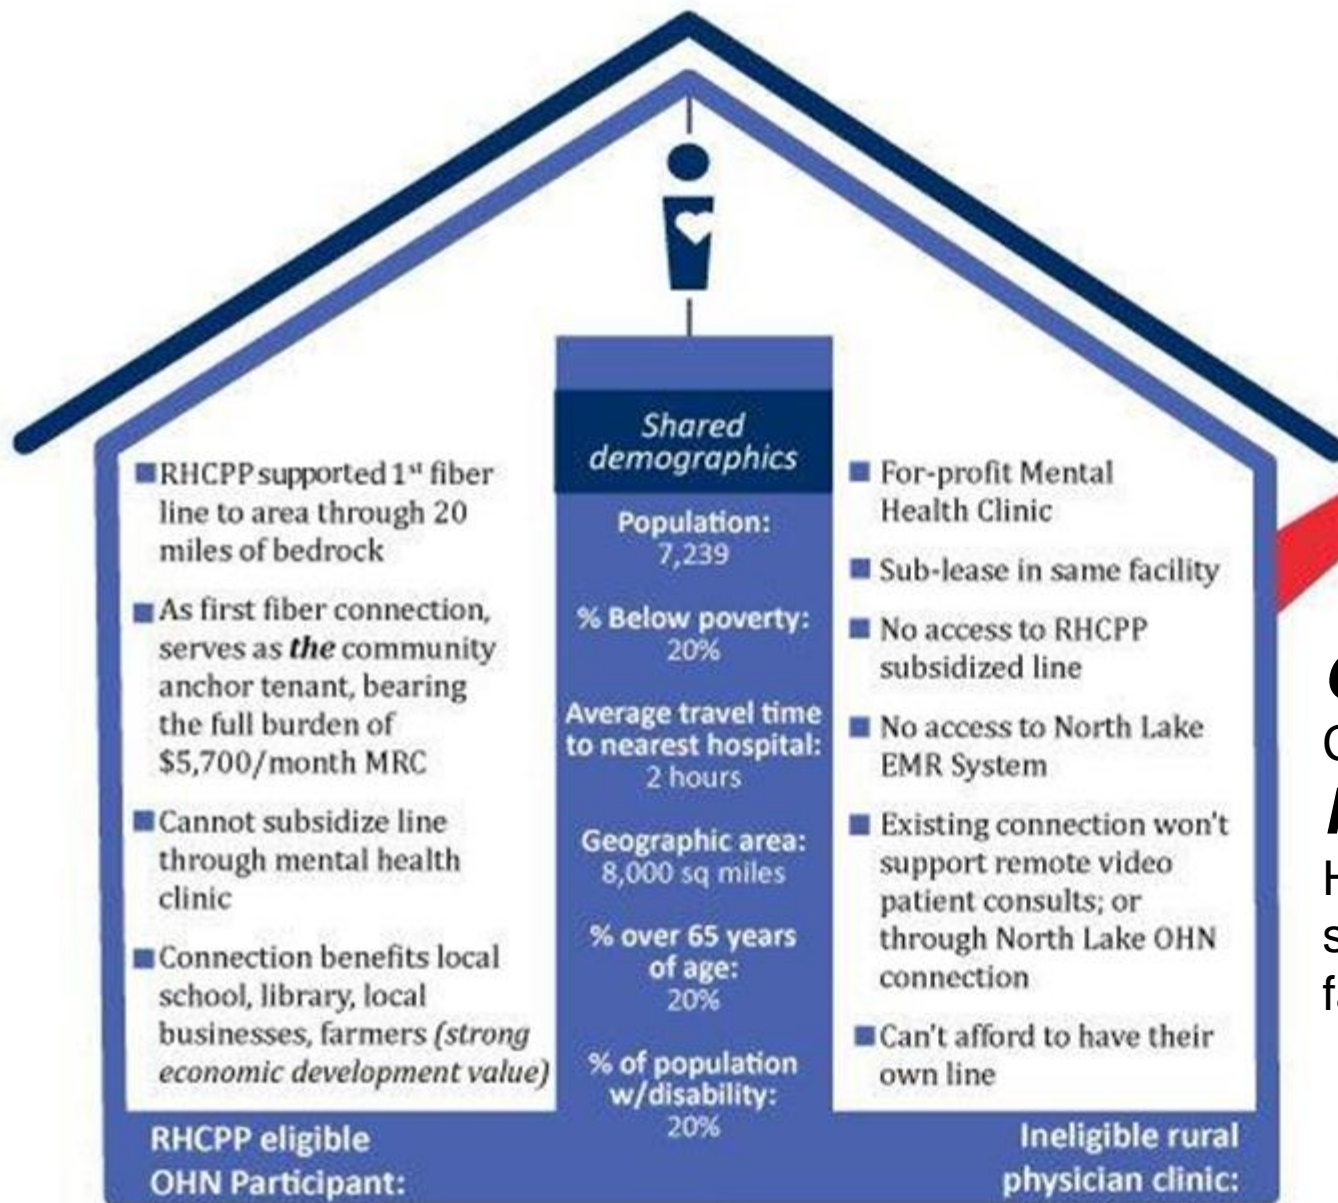 Shared
demographics
■RHCPP supported 1st fiber
line to area through 20
miles of bedrock
■As first fiber connection,
serves as the community
anchor tenant, bearing
the full burden of
$5,700/month MRC
■Cannot subsidize line
through mental health
clinic
■Connection benefits local
school, library, local
businesses, farmers (strong
economic development value)
RHCPP eligible
OHN Participant:
Population:
7,239
% Below poverty:
20%
Average travel time
to nearest hospital:
2 hours
Geographic area:
8,000 sq miles
% over 65 years
of age:
20%
% of population
w/disability:
20%
■ For-profit Mental
Health Clinic
■ Sub-lease in same facility
■ No access to RHCPP
subsidized line
■ No access to North Lake
EMR System
■ Existing connection won't
support remote video
patient consults; or
through North Lake OHN
connection
■Can't afford to have their
own line
Ineligible rural
physician clinic: